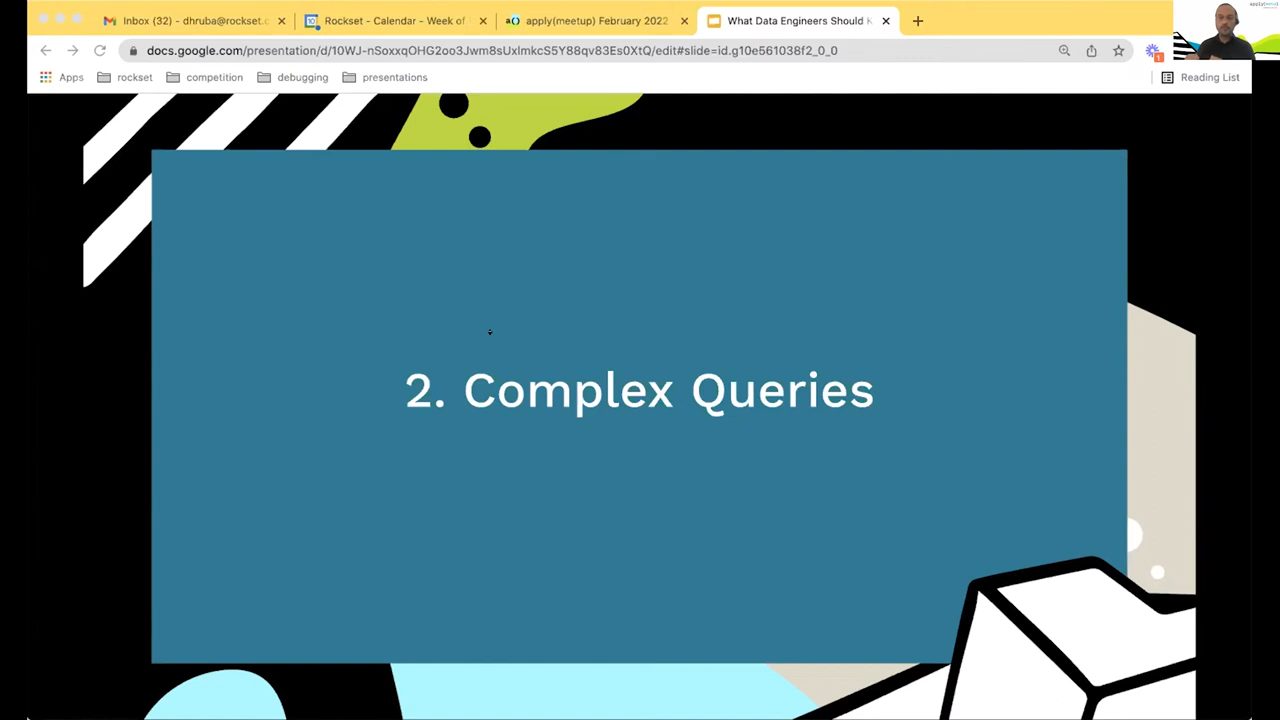 Inbox (32) - dhruba@rockset.c
Rockset - Calendar - Week of
apply(meetup) February 2022
What Data Engineers Should K
docs.google.com/presentation/d/10WJ-nSoxxqOHG2oo3Jwm8sUxlmkcS5Y88qv83Es0XtQ/edit#slide=id.g10e561038f2_0_0
Apps
rockset
competition
debugging
presentations
Reading List
2. Complex Queries